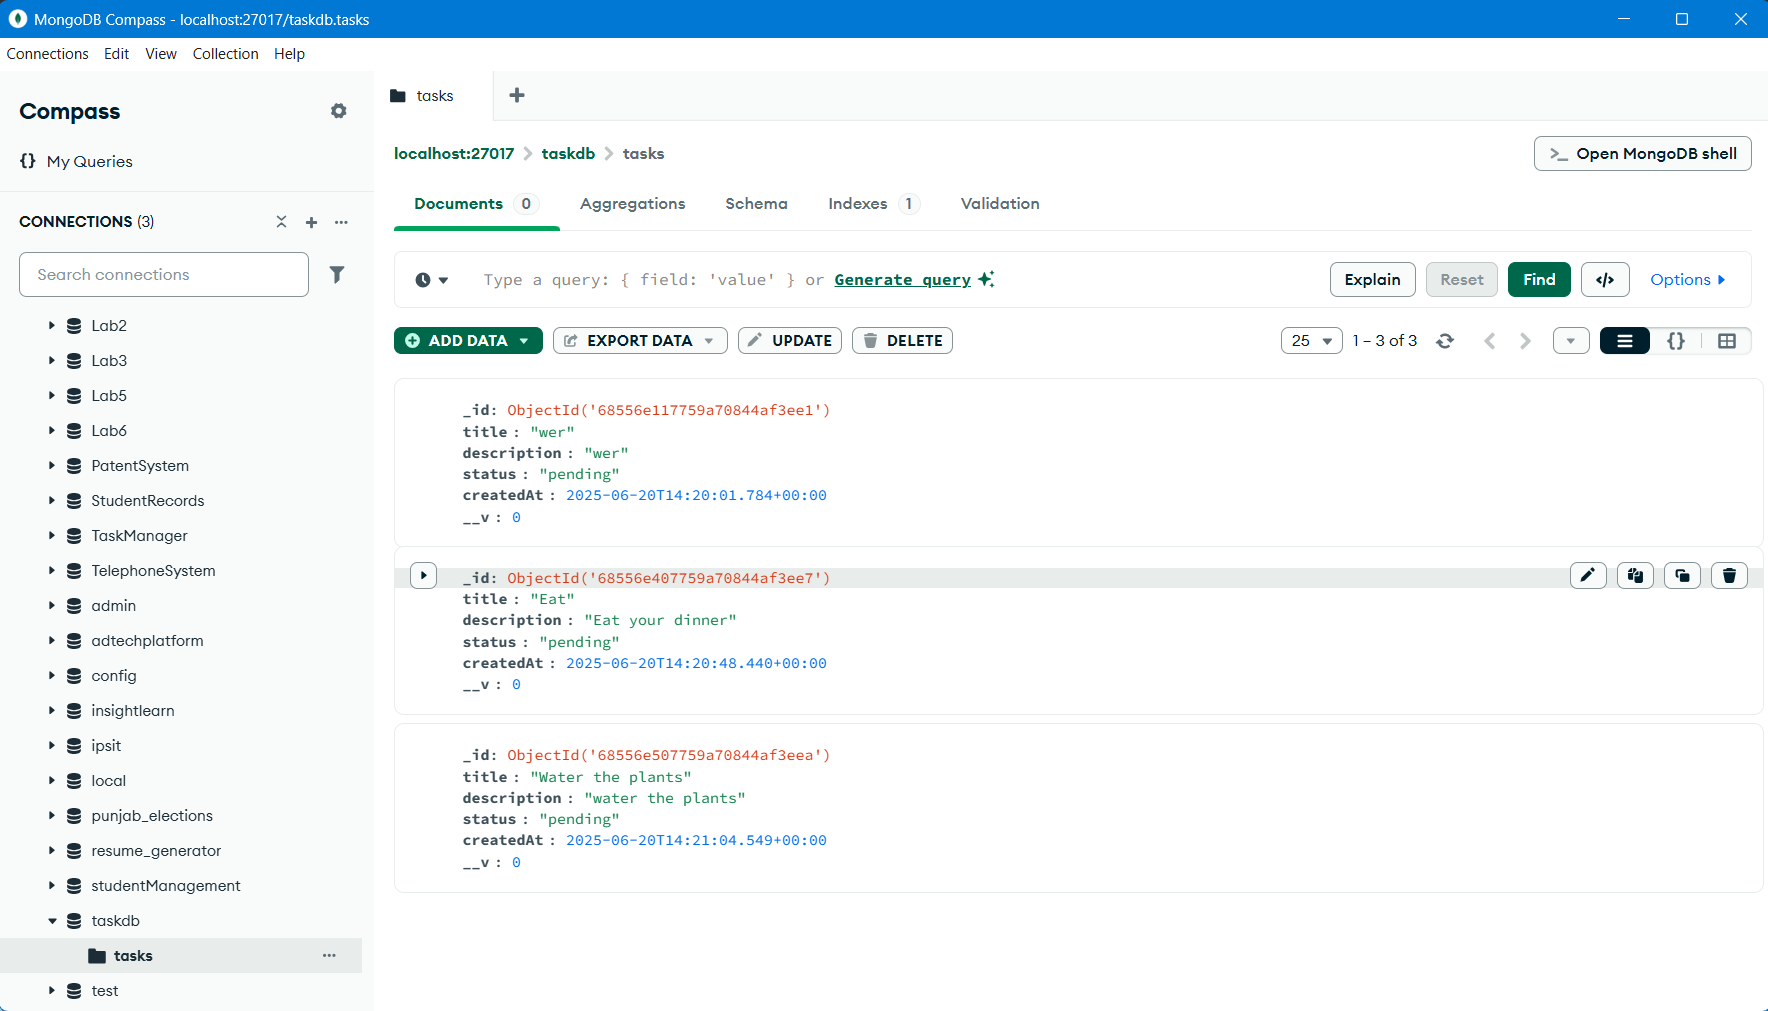 MongoDB Compass - localhost:27017/taskdb.tasks
Connections Edit View Collection Help
Compass
{} My Queries
CONNECTIONS (3)
Search connections
Lab2
Lab3
Lab5
Lab6
PatentSystem
StudentRecords
TaskManager
TelephoneSystem
admin
adtechplatform
config
insightlearn
ipsit
local
punjab_elections
resume_generator
studentManagement
taskdb
tasks
test
tasks
localhost:27017 > taskdb > tasks
>_ Open MongoDB shell
Documents 0 Aggregations Schema Indexes 1 Validation
Type a query: { field: 'value' } or Generate query
Explain Reset Find </> Options
ADD DATA EXPORT DATA UPDATE DELETE
25 1 – 3 of 3 {}
_id: ObjectId('68556e117759a70844af3ee1')
title : "wer"
description : "wer"
status : "pending"
createdAt : 2025-06-20T14:20:01.784+00:00
__v : 0
_id: ObjectId('68556e407759a70844af3ee7')
title : "Eat"
description : "Eat your dinner"
status : "pending"
createdAt : 2025-06-20T14:20:48.440+00:00
__v : 0
_id: ObjectId('68556e507759a70844af3eea')
title : "Water the plants"
description : "water the plants"
status : "pending"
createdAt : 2025-06-20T14:21:04.549+00:00
__v : 0